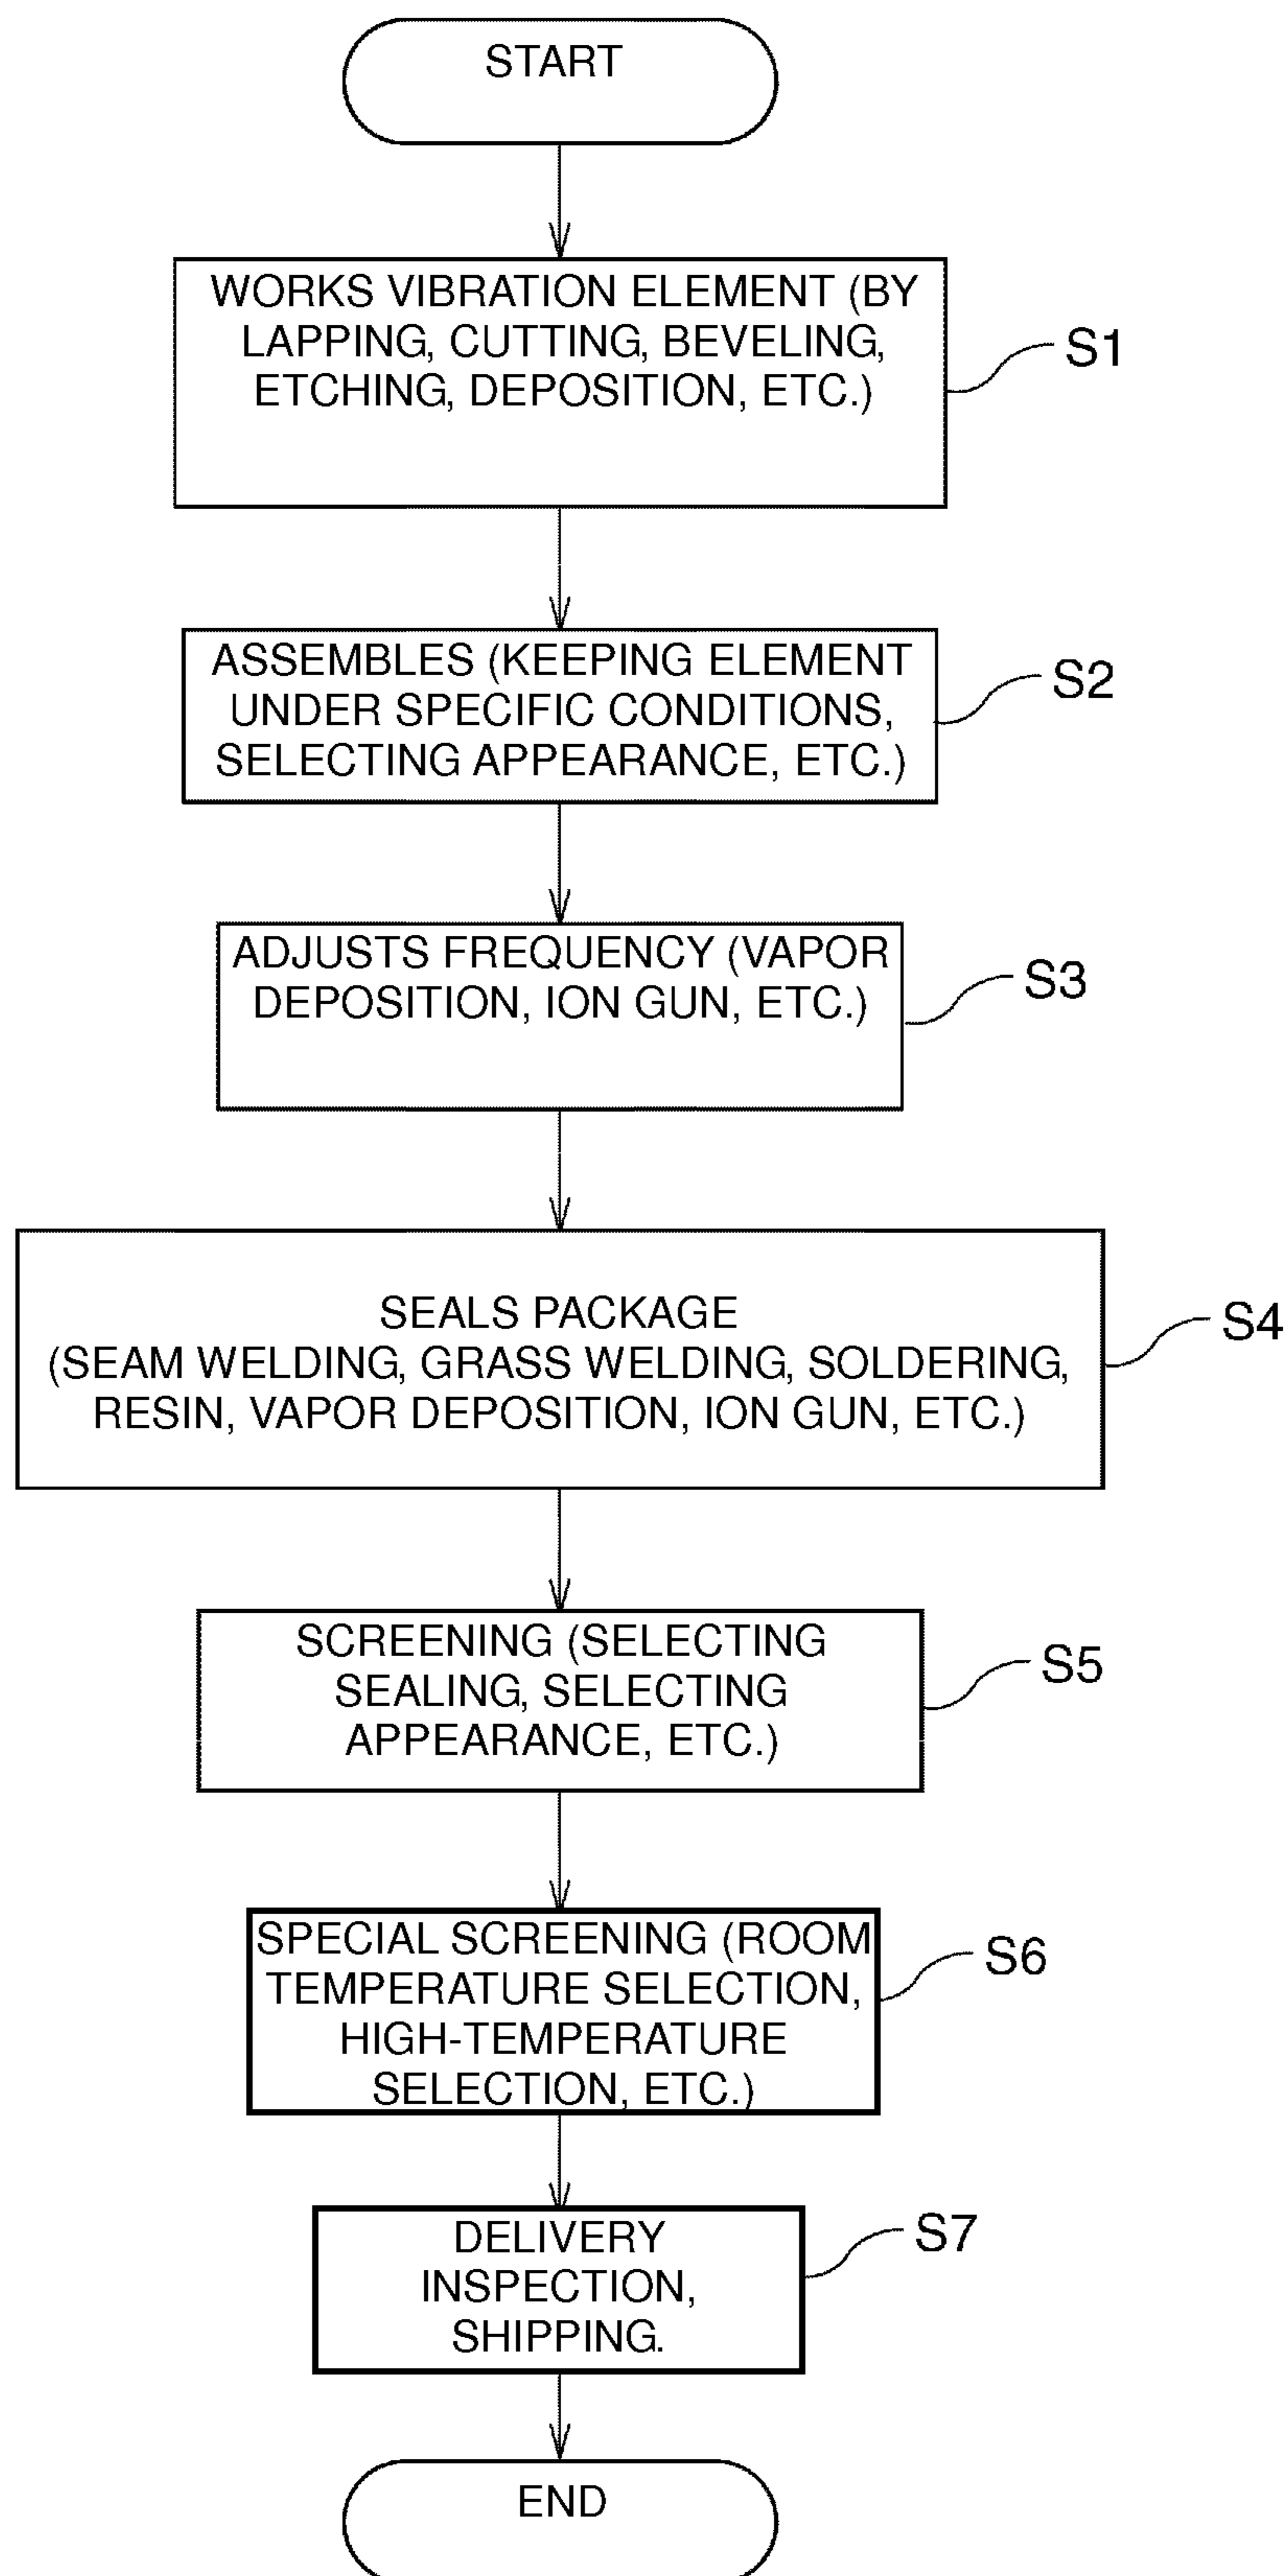 START
WORKS VIBRATION ELEMENT (BY
LAPPING, CUTTING, BEVELING,
ETCHING, DEPOSITION, ETC.)
S1
ASSEMBLES (KEEPING ELEMENT
UNDER SPECIFIC CONDITIONS,
SELECTING APPEARANCE, ETC.)
S2
ADJUSTS FREQUENCY (VAPOR
DEPOSITION, ION GUN, ETC.)
S3
SEALS PACKAGE
(SEAM WELDING, GRASS WELDING, SOLDERING,
RESIN, VAPOR DEPOSITION, ION GUN, ETC.)
S4
SCREENING (SELECTING
SEALING, SELECTING
APPEARANCE, ETC.)
S5
SPECIAL SCREENING (ROOM
TEMPERATURE SELECTION,
HIGH-TEMPERATURE
SELECTION, ETC.)
S6
DELIVERY
INSPECTION,
SHIPPING.
S7
END